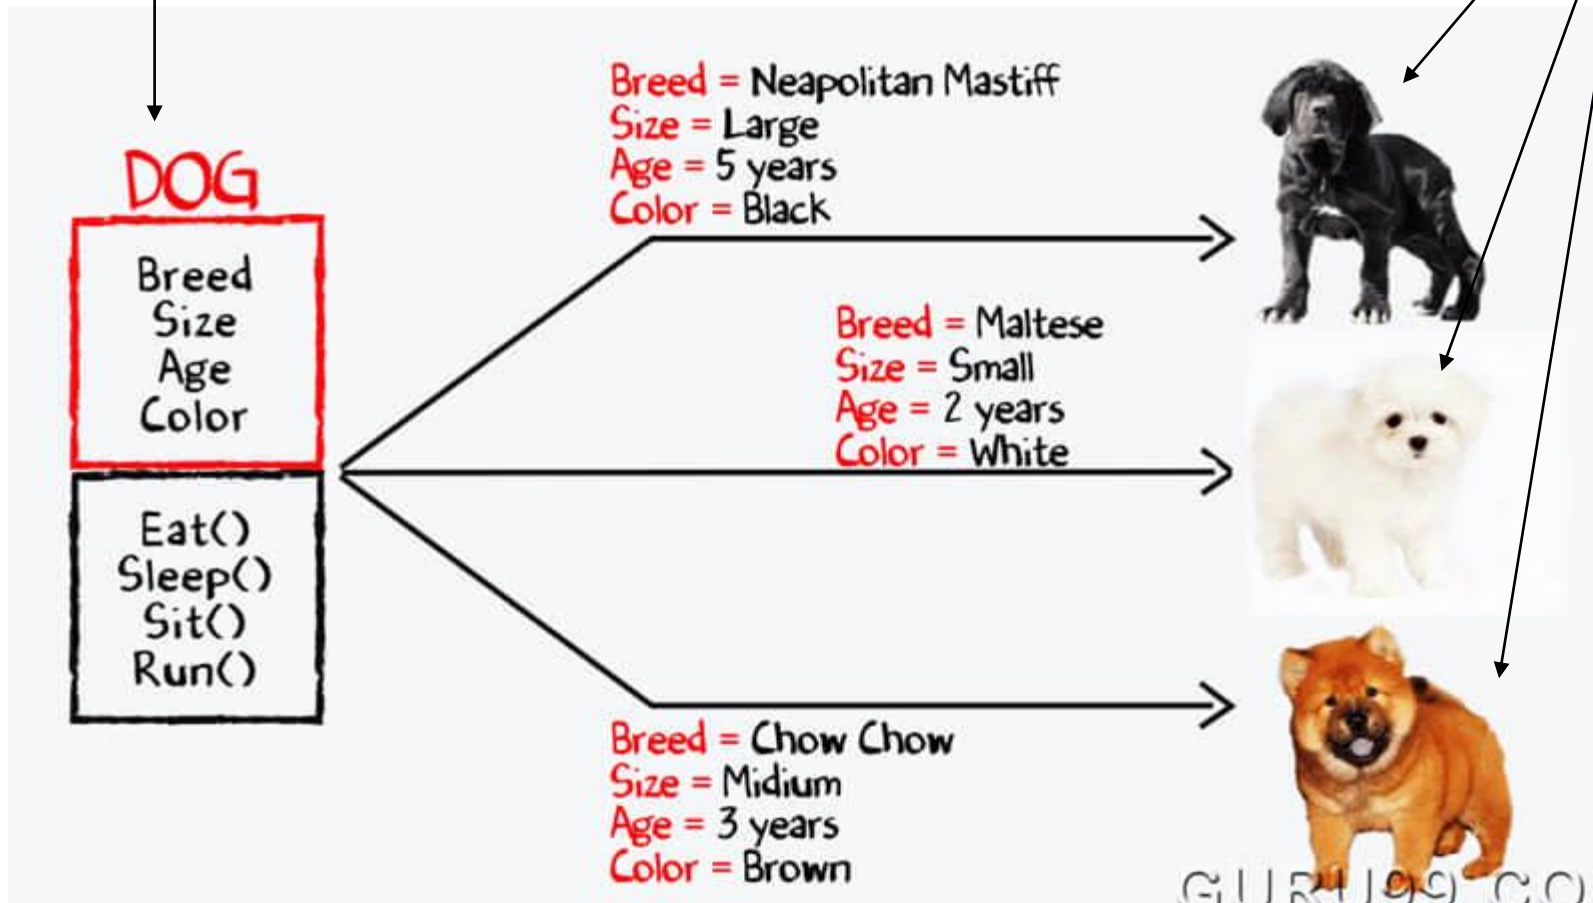 DOG
Breed
Size
Age
Color
Eat()
Sleep()
Sit()
Run()
Breed = Neapolitan Mastiff
Size = Large
Age = 5 years
Color = Black
Breed = Maltese
Size = Small
Age = 2 years
Color = White
Breed = Chow Chow
Size = Midium
Age = 3 years
Color = Brown
GURU99.CO